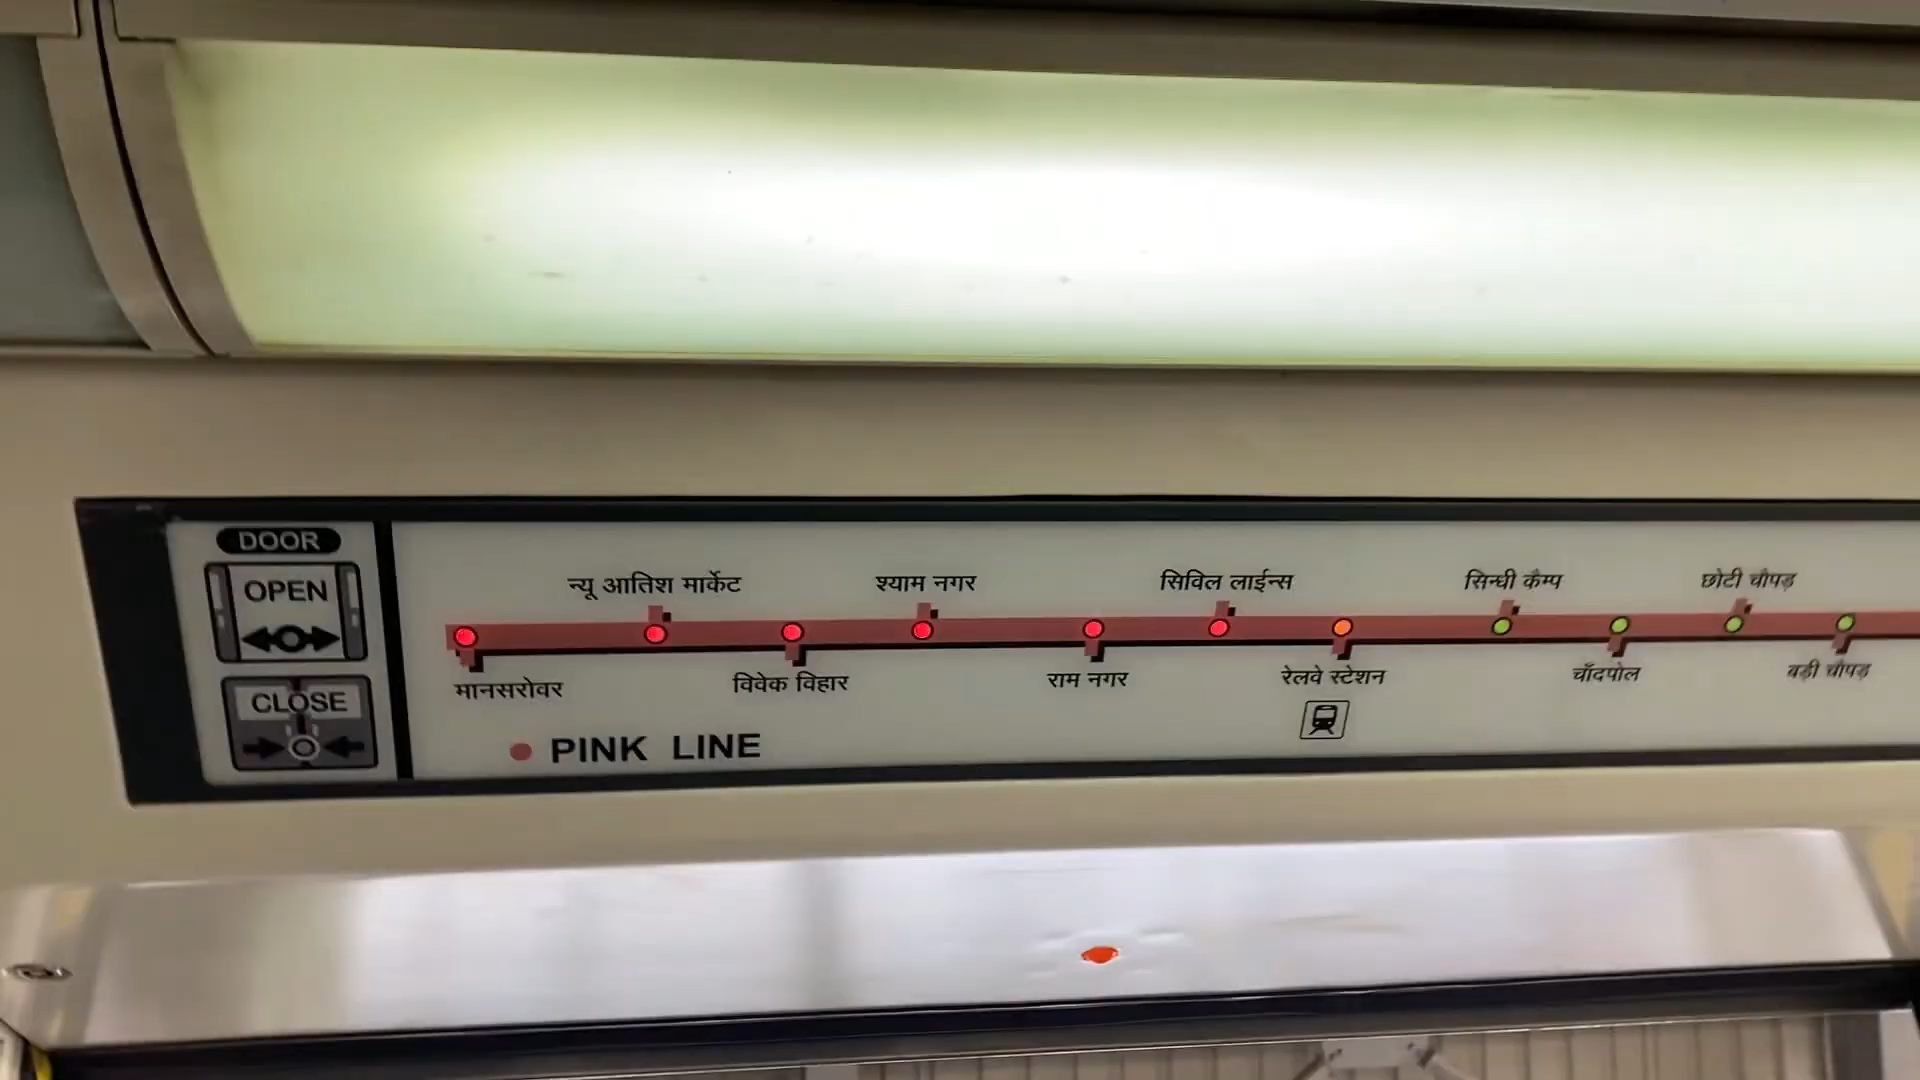 DOOR
OPEN
CLOSE
न्यू आतिश मार्केट
श्याम नगर
सिविल लाईन्स
सिन्धी कैम्प
छोटी चौपड़
मानसरोवर
विवेक विहार
राम नगर
रेलवे स्टेशन
चाँदपोल
बड़ी चौपड़
PINK LINE